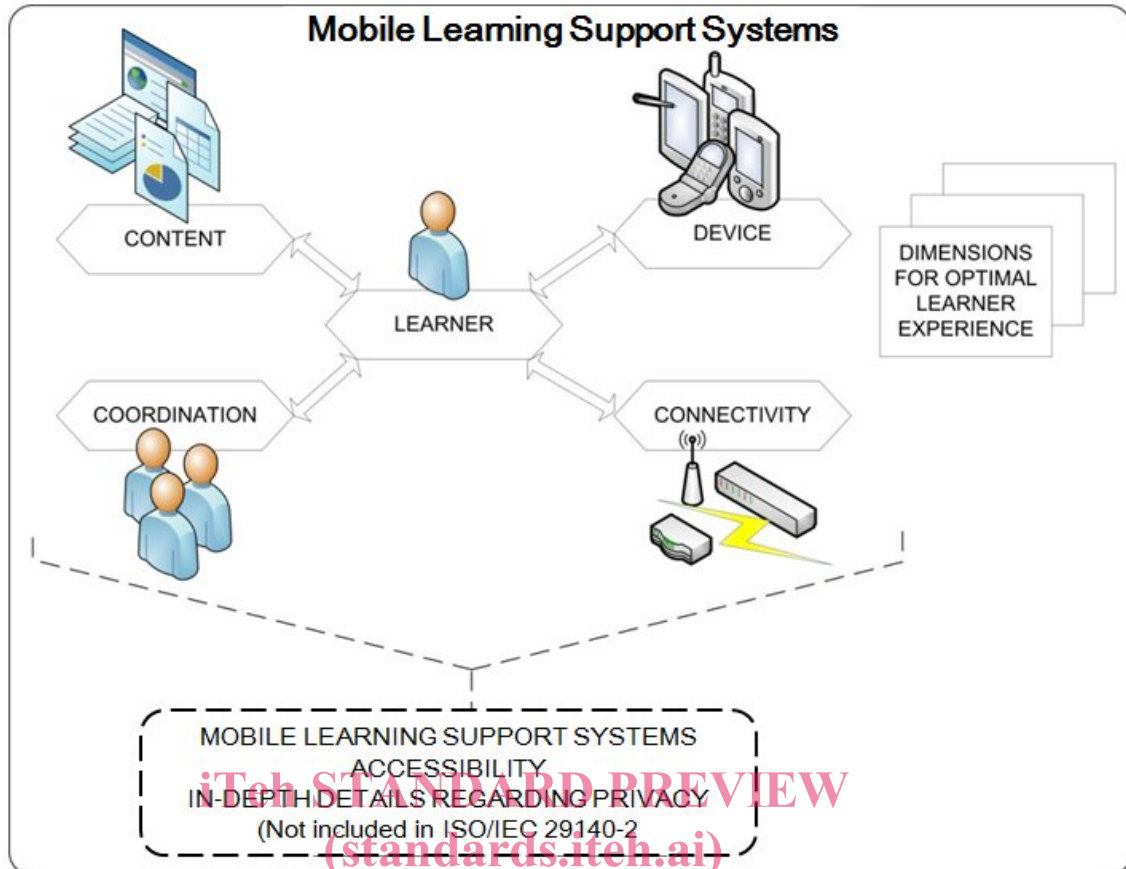 Mobile Learning Support Systems
CONTENT
DEVICE
LEARNER
DIMENSIONS
FOR OPTIMAL
LEARNER
EXPERIENCE
COORDINATION
CONNECTIVITY
MOBILE LEARNING SUPPORT SYSTEMS
ACCESSIBILITY
iTeh STANDARD PREVIEW
IN-DEPTH DETAILS REGARDING PRIVACY
(Not included in ISO/IEC 29140-2
(standards.iteh.ai)